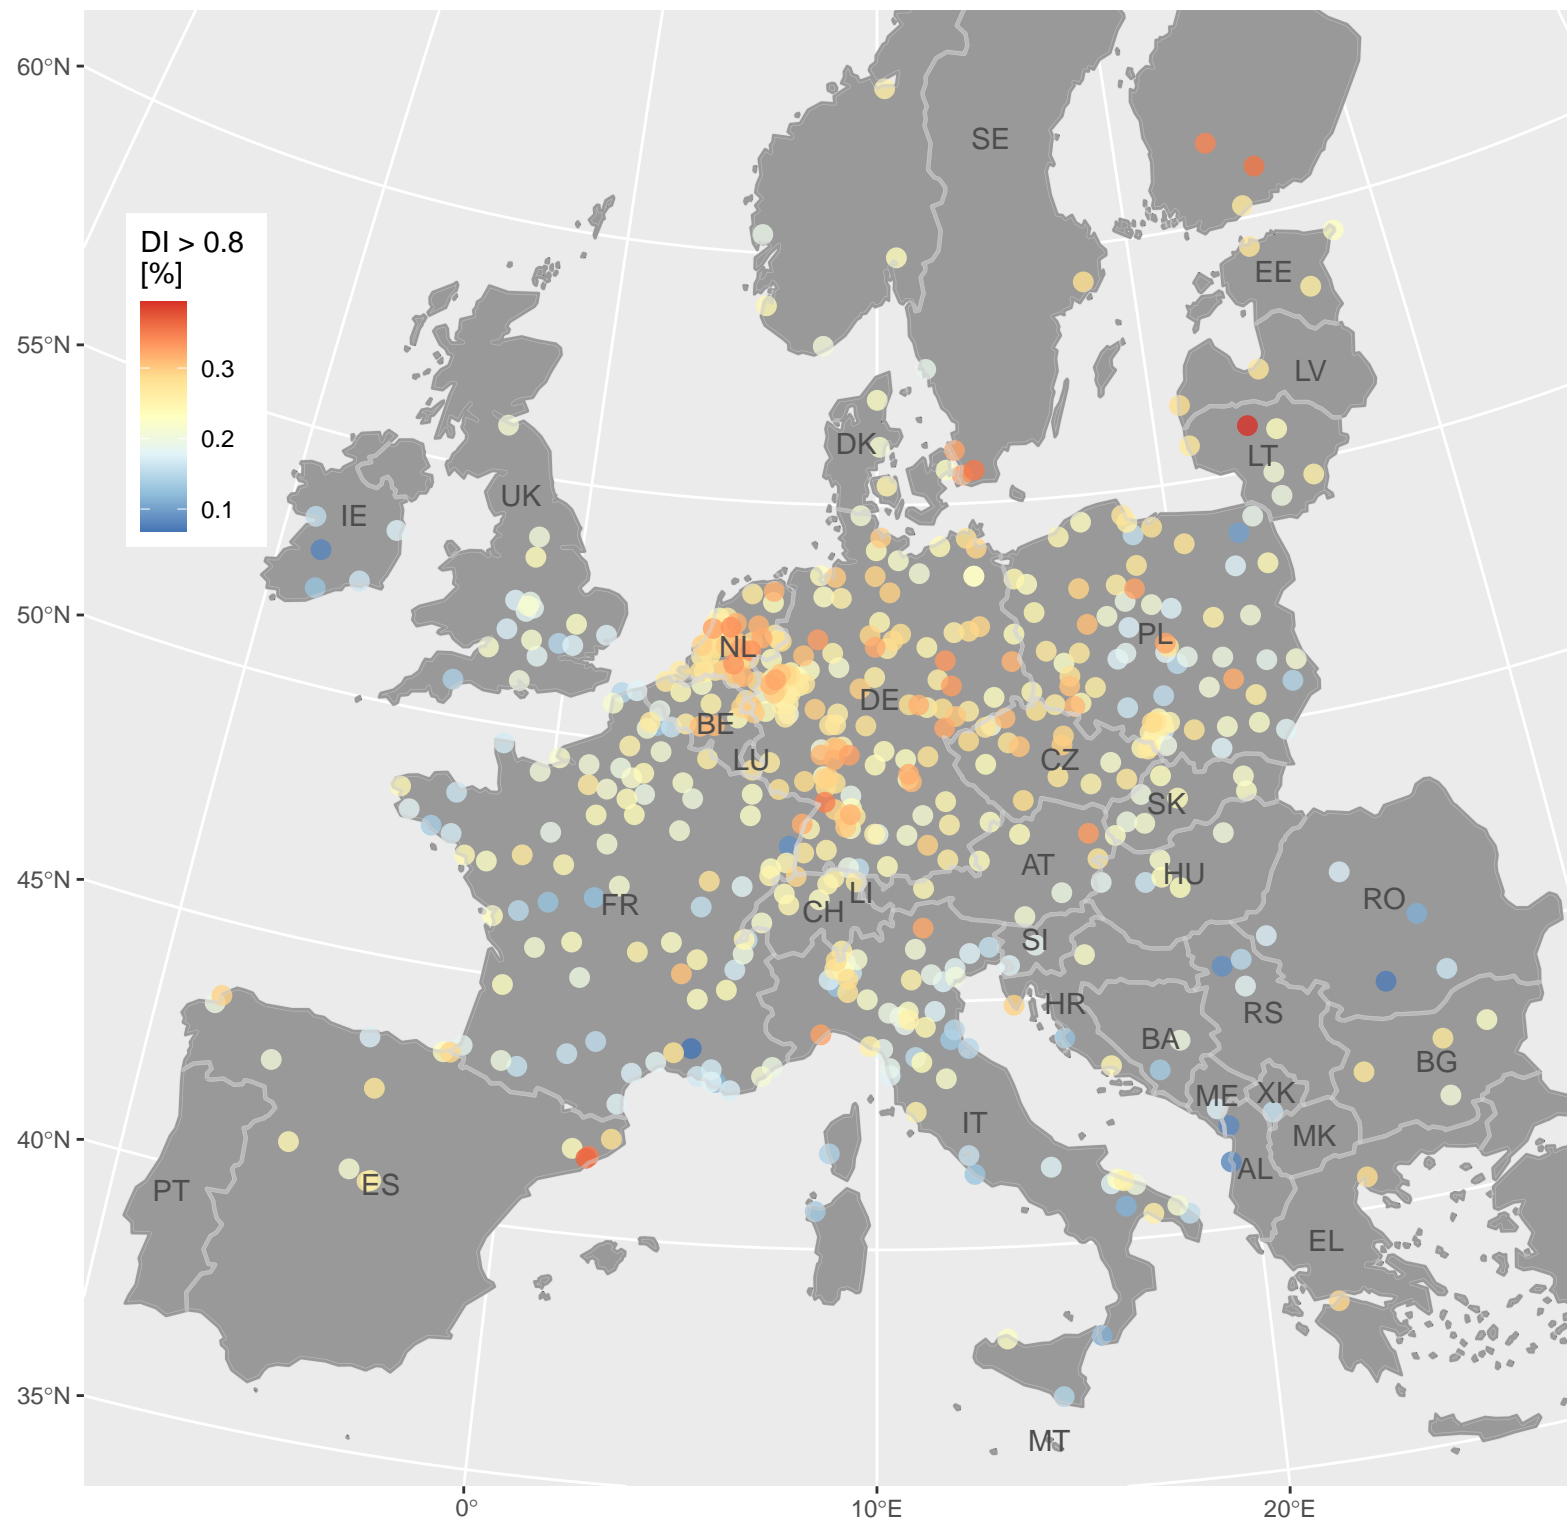 60°N
55°N
50°N
45°N
40°N
35°N
0°
10°E
20°E
DI > 0.8
[%]
0.3
0.2
0.1
SE
EE
LV
LT
DK
IE
UK
NL
PL
DE
BE
LU
CZ
SK
AT
HU
LI
CH
FR
RO
SI
HR
BA
RS
BG
ME
XK
MK
AL
IT
PT
ES
EL
MT